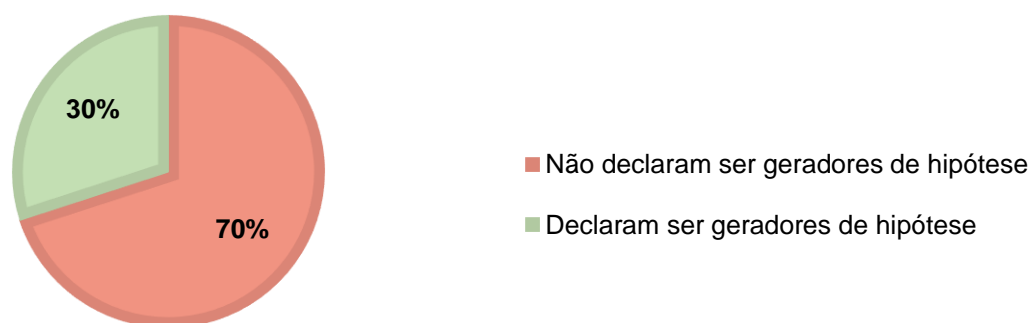 30%
70%
Não declaram ser geradores de hipótese
Declaram ser geradores de hipótese